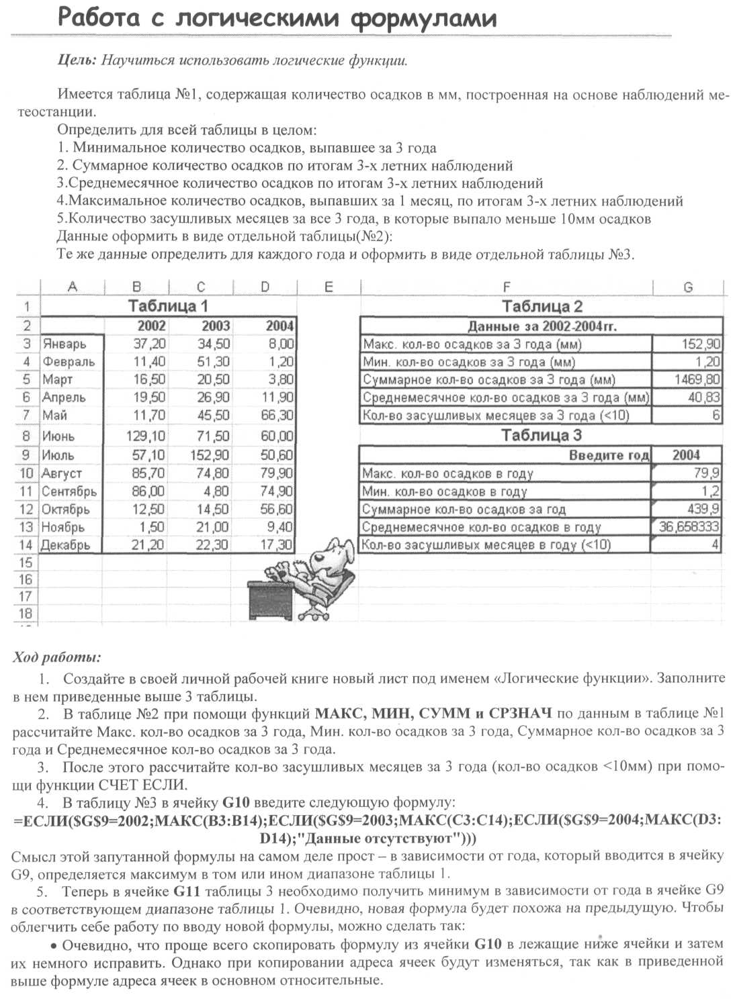 Работа с логическими формулами
Цель: Научиться использовать логические функции.
Имеется таблица №1, содержащая количество осадков в мм, построенная на основе наблюдений ме-
теостанции.
Определить для всей таблицы в целом:
1. Минимальное количество осадков, выпавшее за 3 года
2. Суммарное количество осадков по итогам 3-х летних наблюдений
3.Среднемесячное количество осадков по итогам 3-х летних наблюдений
4.Максимальное количество осадков, выпавших за 1 месяц, по итогам 3-х летних наблюдений
5.Количество засушливых месяцев за все 3 года, в которые выпало меньше 10мм осадков
Данные оформить в виде отдельной таблицы(№2):
Те же данные определить для каждого года и оформить в виде отдельной таблицы №3.
A B C D E F G
1 Таблица 1 Таблица 2
2 2002 2003 2004 Данные за 2002-2004гг.
3 Январь 37,20 34,50 8,00 Макс. кол-во осадков за 3 года (мм) 152,90
4 Февраль 11,40 51,30 1,20 Мин. кол-во осадков за 3 года (мм) 1,20
5 Март 16,50 20,50 3,80 Суммарное кол-во осадков за 3 года (мм) 1469,80
6 Апрель 19,50 26,90 11,90 Среднемесячное кол-во осадков за 3 года (мм) 40,83
7 Май 11,70 45,50 66,30 Кол-во засушливых месяцев за 3 года (<10) 6
8 Июнь 129,10 71,50 60,00 Таблица 3
9 Июль 57,10 152,90 50,60 Введите год 2004
10 Август 85,70 74,80 79,90 Макс. кол-во осадков в году 79,9
11 Сентябрь 86,00 4,80 74,90 Мин. кол-во осадков в году 1,2
12 Октябрь 12,50 14,50 56,60 Суммарное кол-во осадков за год 439,9
13 Ноябрь 1,50 21,00 9,40 Среднемесячное кол-во осадков в году 36,658333
14 Декабрь 21,20 22,30 17,30 Кол-во засушливых месяцев в году (<10) 4
15
16
17
18
Ход работы:
1. Создайте в своей личной рабочей книге новый лист под именем «Логические функции». Заполните
в нем приведенные выше 3 таблицы.
2. В таблице №2 при помощи функций МАКС, МИН, СУММ и СРЗНАЧ по данным в таблице №1
рассчитайте Макс. кол-во осадков за 3 года, Мин. кол-во осадков за 3 года, Суммарное кол-во осадков за 3
года и Среднемесячное кол-во осадков за 3 года.
3. После этого рассчитайте кол-во засушливых месяцев за 3 года (кол-во осадков <10мм) при помо-
щи функции СЧЕТ ЕСЛИ.
4. В таблицу №3 в ячейку G10 введите следующую формулу:
=ЕСЛИ($G$9=2002;МАКС(B3:B14);ЕСЛИ($G$9=2003;МАКС(C3:C14);ЕСЛИ($G$9=2004;МАКС(D3:
D14);"Данные отсутствуют")))
Смысл этой запутанной формулы на самом деле прост – в зависимости от года, который вводится в ячейку
G9, определяется максимум в том или ином диапазоне таблицы 1.
5. Теперь в ячейке G11 таблицы 3 необходимо получить минимум в зависимости от года в ячейке G9
в соответствующем диапазоне таблицы 1. Очевидно, новая формула будет похожа на предыдущую. Чтобы
облегчить себе работу по вводу новой формулы, можно сделать так:
• Очевидно, что проще всего скопировать формулу из ячейки G10 в лежащие ниже ячейки и затем
их немного исправить. Однако при копировании адреса ячеек будут изменяться, так как в приведенной
выше формуле адреса ячеек в основном относительные.